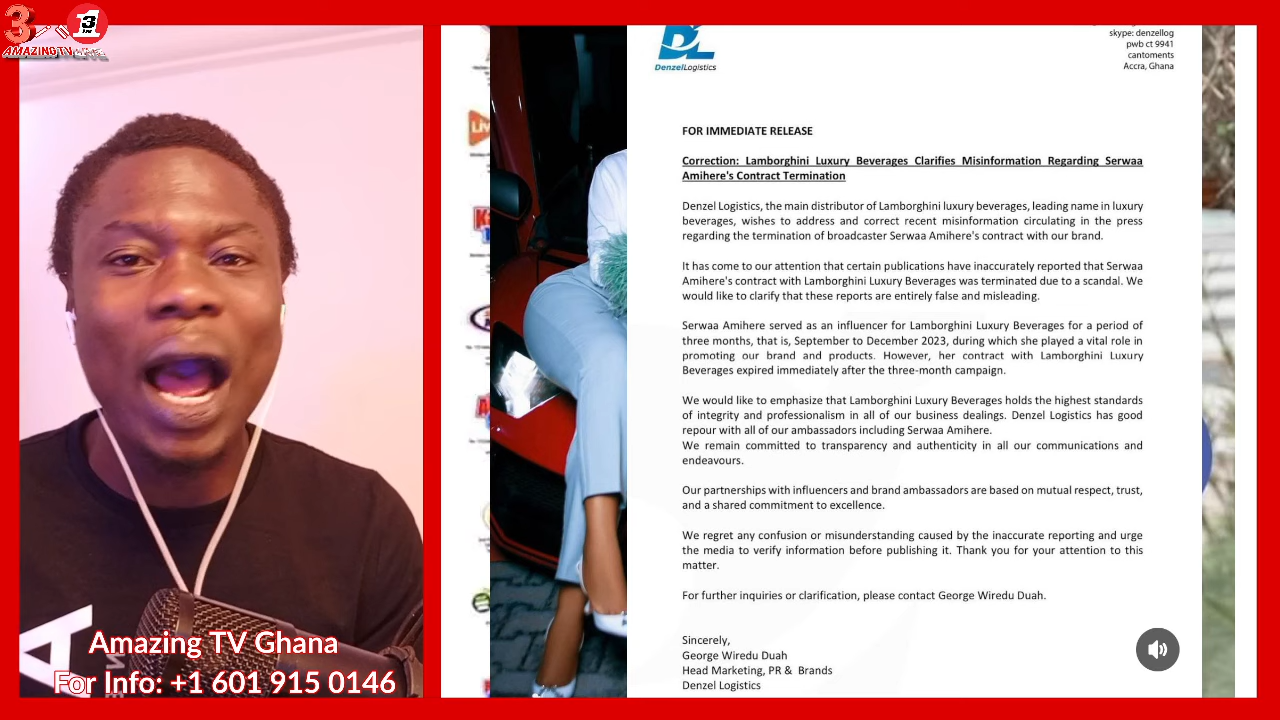 3
13
AMAZING TV LIVE
DL
DenzelLogistics
skype: denzellog
pwb ct 9941
cantoments
Accra, Ghana
FOR IMMEDIATE RELEASE
Correction: Lamborghini Luxury Beverages Clarifies Misinformation Regarding Serwaa
Amihere's Contract Termination
Denzel Logistics, the main distributor of Lamborghini luxury beverages, leading name in luxury
beverages, wishes to address and correct recent misinformation circulating in the press
regarding the termination of broadcaster Serwaa Amihere's contract with our brand.
It has come to our attention that certain publications have inaccurately reported that Serwaa
Amihere's contract with Lamborghini Luxury Beverages was terminated due to a scandal. We
would like to clarify that these reports are entirely false and misleading.
Serwaa Amihere served as an influencer for Lamborghini Luxury Beverages for a period of
three months, that is, September to December 2023, during which she played a vital role in
promoting our brand and products. However, her contract with Lamborghini Luxury
Beverages expired immediately after the three-month campaign.
We would like to emphasize that Lamborghini Luxury Beverages holds the highest standards
of integrity and professionalism in all of our business dealings. Denzel Logistics has good
repour with all of our ambassadors including Serwaa Amihere.
We remain committed to transparency and authenticity in all our communications and
endeavours.
Our partnerships with influencers and brand ambassadors are based on mutual respect, trust,
and a shared commitment to excellence.
We regret any confusion or misunderstanding caused by the inaccurate reporting and urge
the media to verify information before publishing it. Thank you for your attention to this
matter.
For further inquiries or clarification, please contact George Wiredu Duah.
Sincerely,
George Wiredu Duah
Head Marketing, PR & Brands
Denzel Logistics
Amazing TV Ghana
For Info: +1 601 915 0146